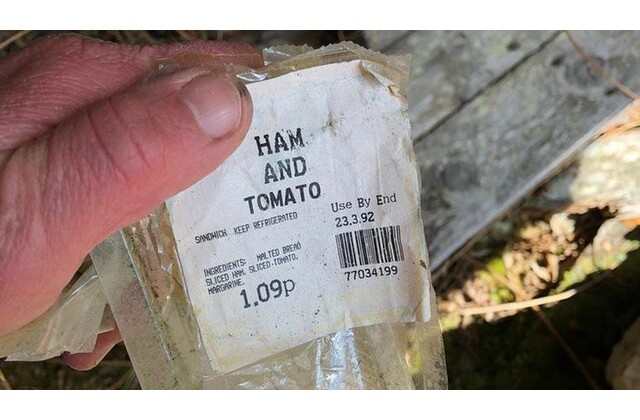 HAM
AND
TOMATO
SANDWICH. KEEP REFRIGERATED
Use By End
23.3.92
INGREDIENTS: MALTED BREAD
SLICED HAM. SLICED.TOMATO.
MARGARINE.
1.09p
77034199